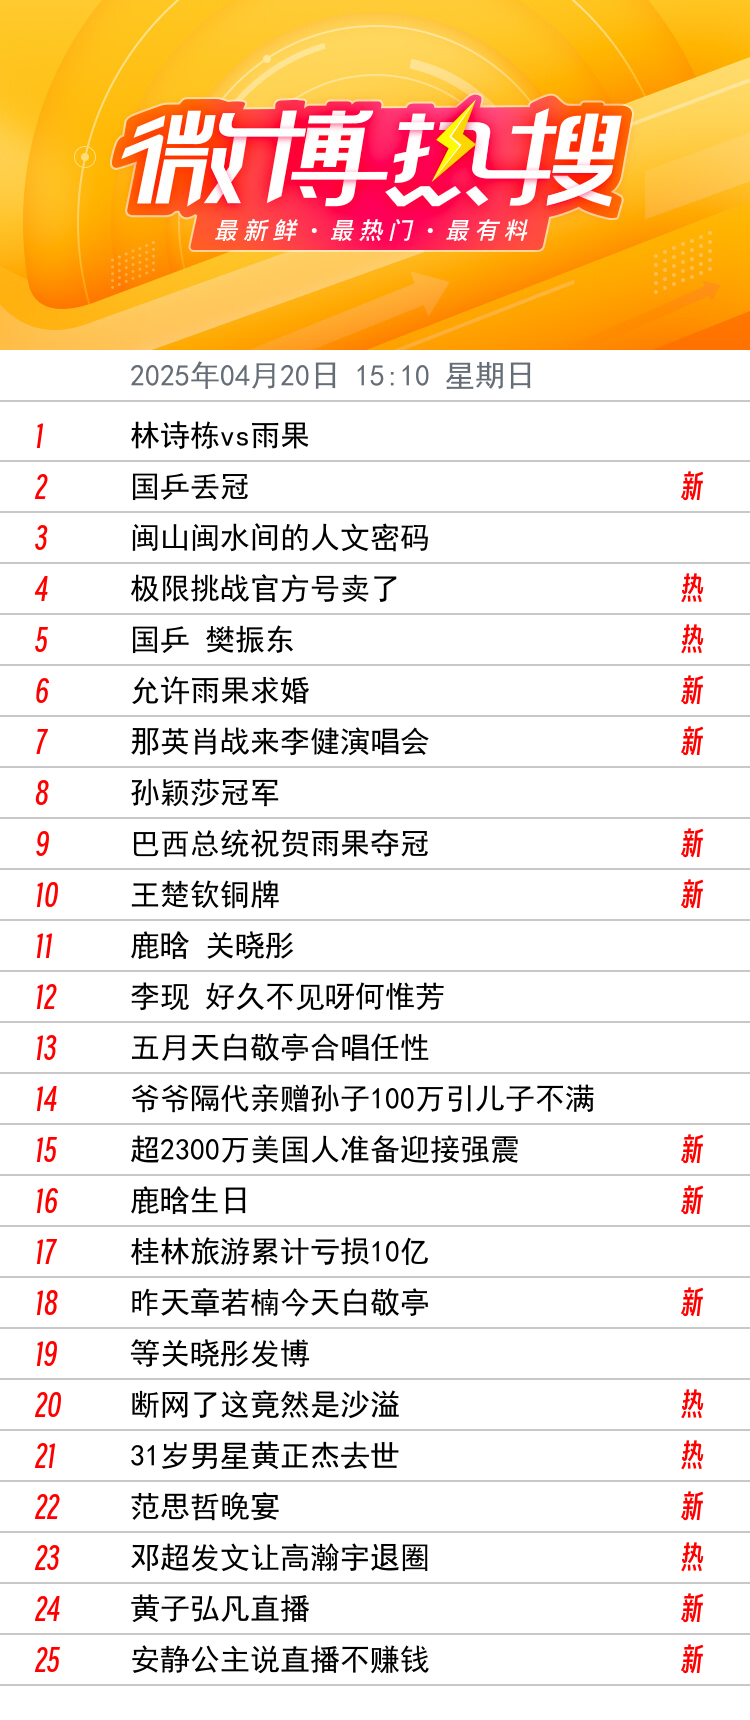 微博热搜
最新鲜·最热门·最有料
2025年04月20日 15:10 星期日
1 林诗栋vs雨果
2 国乒丢冠 新
3 闽山闽水间的人文密码
4 极限挑战官方号卖了 热
5 国乒 樊振东 热
6 允许雨果求婚 新
7 那英肖战来李健演唱会 新
8 孙颖莎冠军
9 巴西总统祝贺雨果夺冠 新
10 王楚钦铜牌 新
11 鹿晗 关晓彤
12 李现 好久不见呀何惟芳
13 五月天白敬亭合唱任性
14 爷爷隔代亲赠孙子100万引儿子不满
15 超2300万美国人准备迎接强震 新
16 鹿晗生日 新
17 桂林旅游累计亏损10亿
18 昨天章若楠今天白敬亭 新
19 等关晓彤发博
20 断网了这竟然是沙溢 热
21 31岁男星黄正杰去世 热
22 范思哲晚宴 新
23 邓超发文让高瀚宇退圈 热
24 黄子弘凡直播 新
25 安静公主说直播不赚钱 新